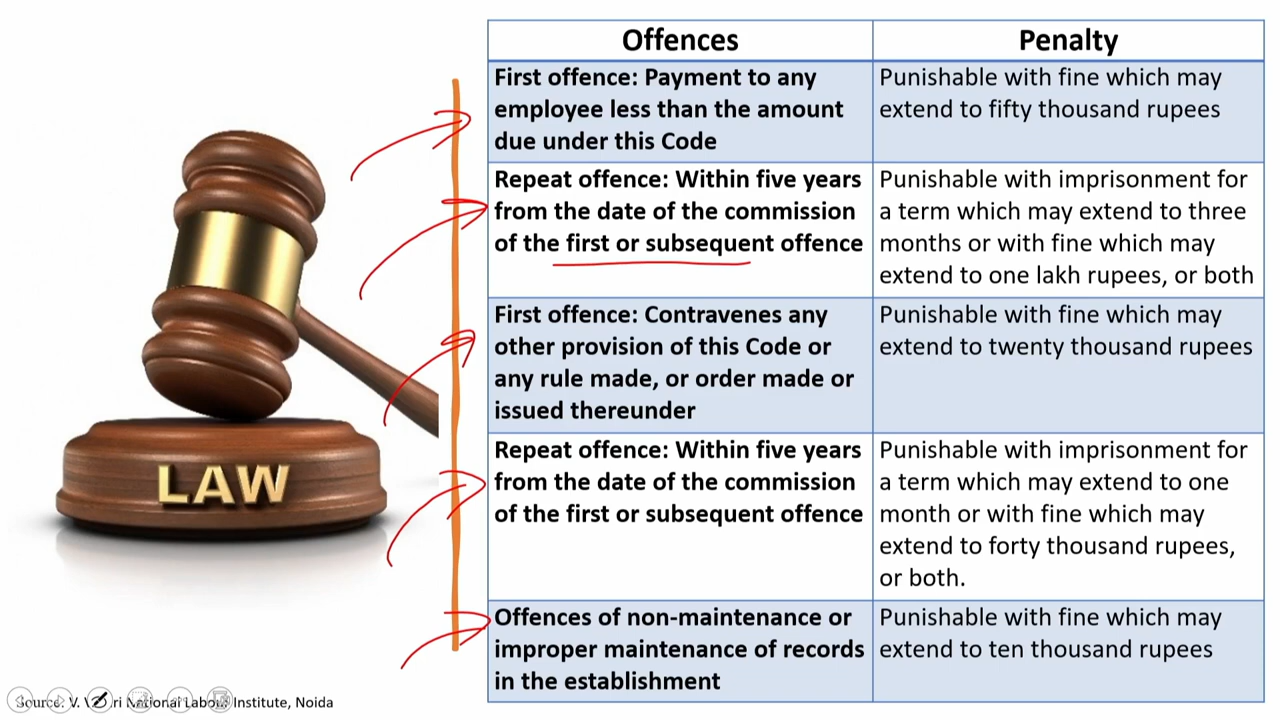 Offences
Penalty
First offence: Payment to any
employee less than the amount
due under this Code
Punishable with fine which may
extend to fifty thousand rupees
Repeat offence: Within five years
from the date of the commission
of the first or subsequent offence
Punishable with imprisonment for
a term which may extend to three
months or with fine which may
extend to one lakh rupees, or both
First offence: Contravenes any
other provision of this Code or
any rule made, or order made or
issued thereunder
Punishable with fine which may
extend to twenty thousand rupees
Repeat offence: Within five years
from the date of the commission
of the first or subsequent offence
Punishable with imprisonment for
a term which may extend to one
month or with fine which may
extend to forty thousand rupees,
or both.
Offences of non-maintenance or
improper maintenance of records
in the establishment
Punishable with fine which may
extend to ten thousand rupees
LAW
Source: V. National Labour Institute, Noida